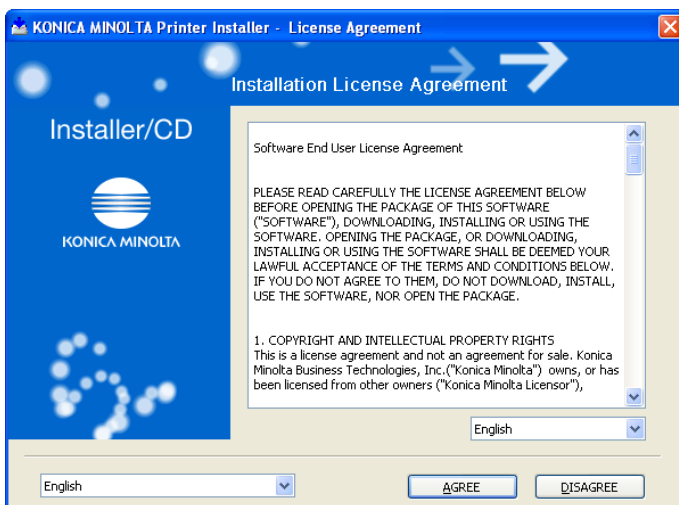 KONICA MINOLTA Printer Installer - License Agreement
Installation License Agreement
Installer/CD
KONICA MINOLTA
Software End User License Agreement
PLEASE READ CAREFULLY THE LICENSE AGREEMENT BELOW
BEFORE OPENING THE PACKAGE OF THIS SOFTWARE
("SOFTWARE"), DOWNLOADING, INSTALLING OR USING THE
SOFTWARE. OPENING THE PACKAGE, OR DOWNLOADING,
INSTALLING OR USING THE SOFTWARE SHALL BE DEEMED YOUR
LAWFUL ACCEPTANCE OF THE TERMS AND CONDITIONS BELOW.
IF YOU DO NOT AGREE TO THEM, DO NOT DOWNLOAD, INSTALL,
USE THE SOFTWARE, NOR OPEN THE PACKAGE.
1. COPYRIGHT AND INTELLECTUAL PROPERTY RIGHTS
This is a license agreement and not an agreement for sale. Konica
Minolta Business Technologies, Inc.("Konica Minolta") owns, or has
been licensed from other owners ("Konica Minolta Licensor"),
English
English
AGREE
DISAGREE